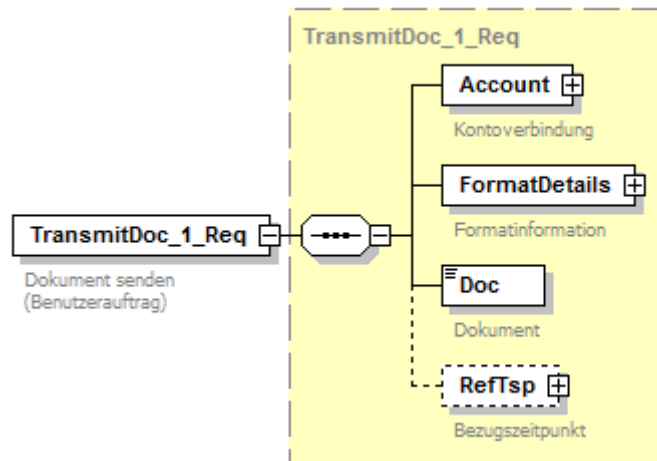 TransmitDoc_1_Req
Account
Kontoverbindung
FormatDetails
Formatinformation
TransmitDoc_1_Req
Dokument senden
(Benutzerauftrag)
Doc
Dokument
RefTsp
Bezugszeitpunkt